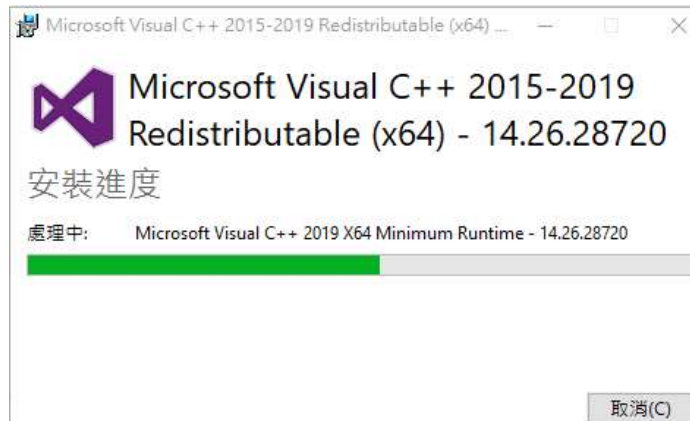 Microsoft Visual C++ 2015-2019 Redistributable (x64) ...
Microsoft Visual C++ 2015-2019
Redistributable (x64) - 14.26.28720
安裝進度
處理中: Microsoft Visual C++ 2019 X64 Minimum Runtime - 14.26.28720
取消(C)